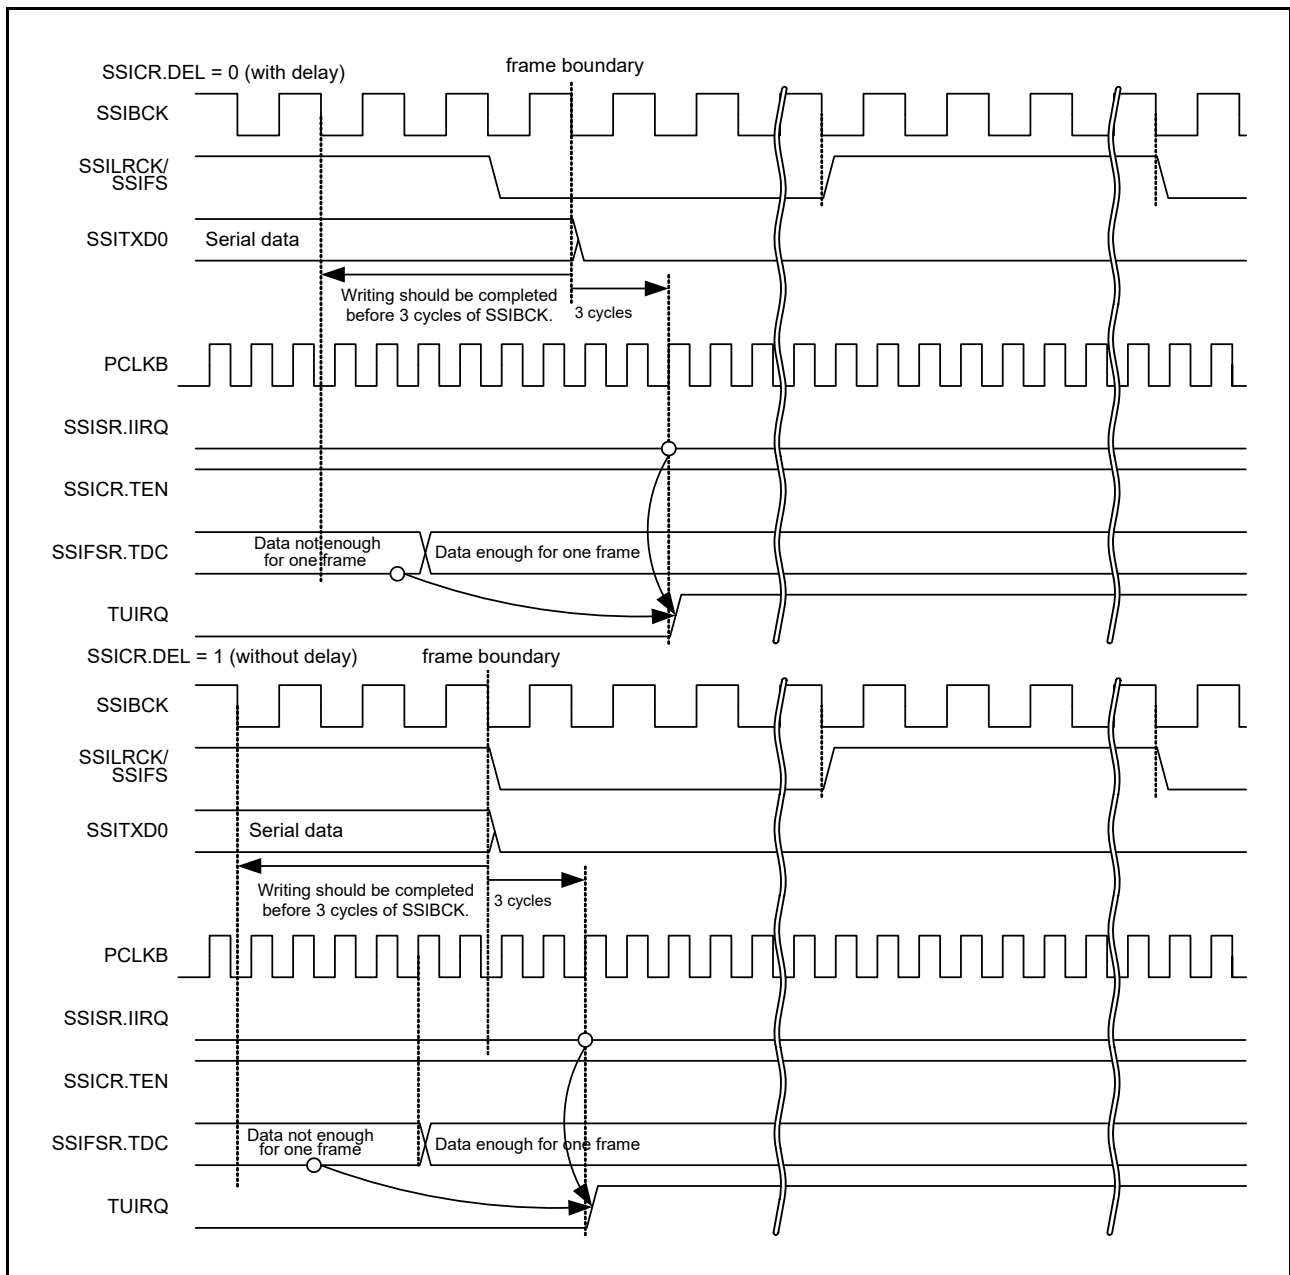 SSICR.DEL = 0 (with delay)
frame boundary
SSIBCK
SSILRCK/
SSIFS
SSITXD0
Serial data
Writing should be completed
before 3 cycles of SSIBCK.
3 cycles
PCLKB
SSISR.IIRQ
SSICR.TEN
SSIFSR.TDC
Data not enough
for one frame
Data enough for one frame
TUIRQ
SSICR.DEL = 1 (without delay)
frame boundary
SSIBCK
SSILRCK/
SSIFS
SSITXD0
Serial data
Writing should be completed
before 3 cycles of SSIBCK.
3 cycles
PCLKB
SSISR.IIRQ
SSICR.TEN
SSIFSR.TDC
Data not enough
for one frame
Data enough for one frame
TUIRQ